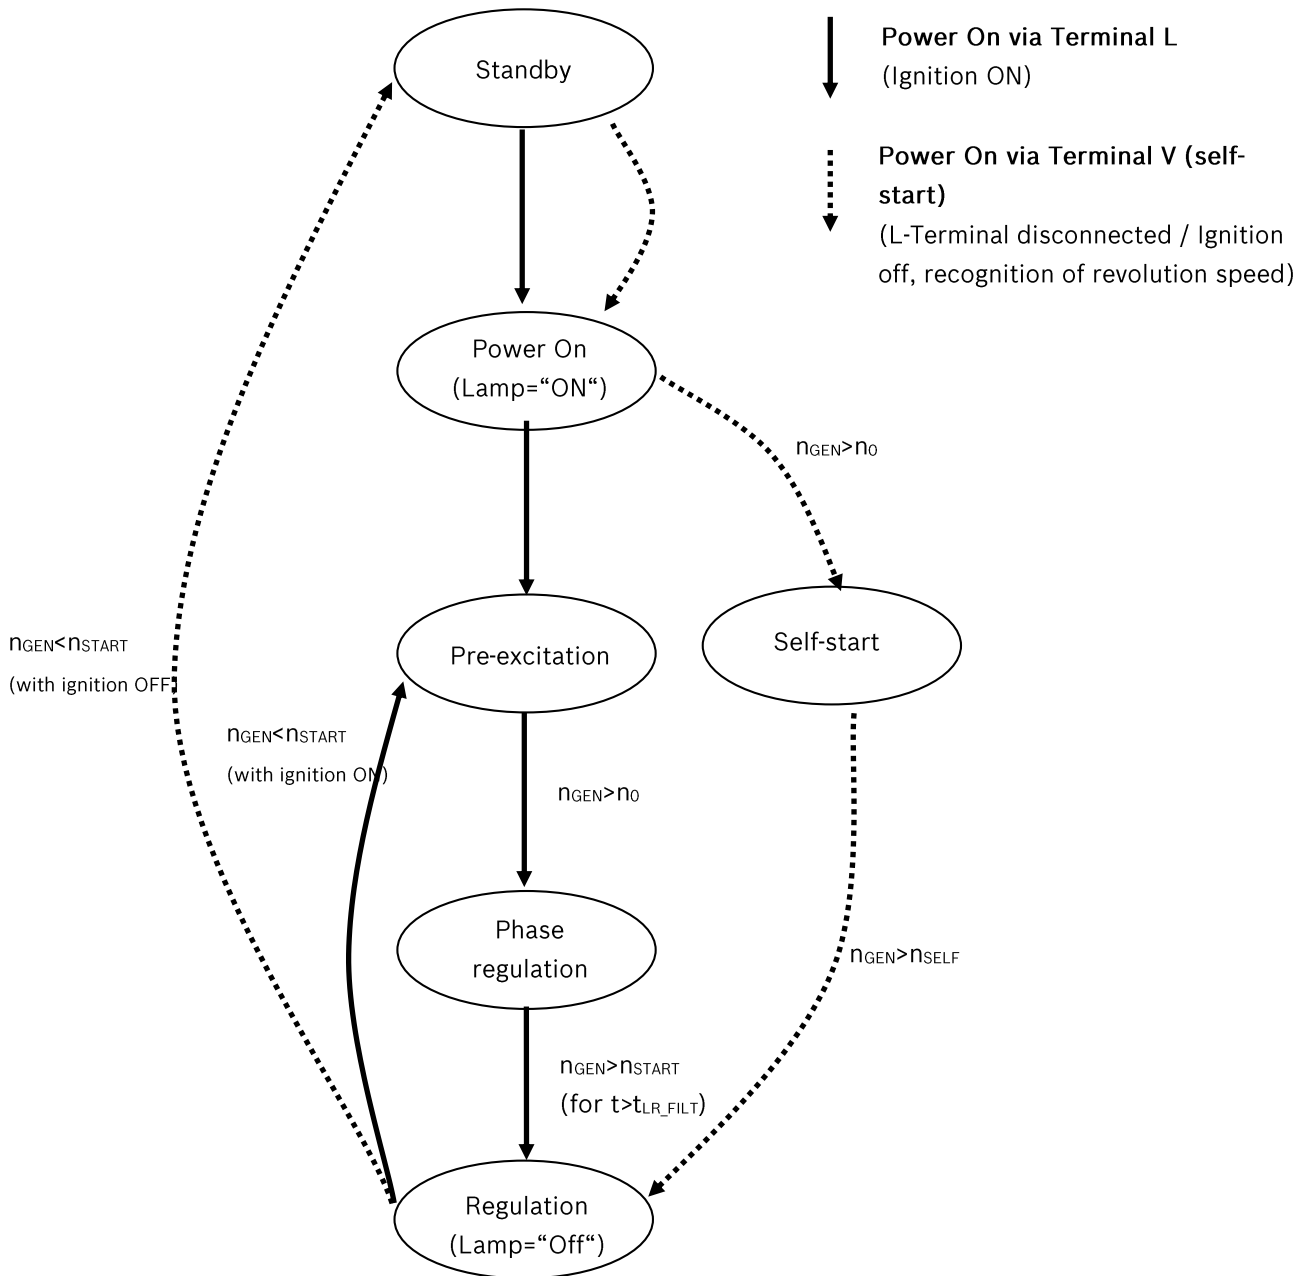 Standby
Power On via Terminal L
(Ignition ON)
Power On via Terminal V (self-
start)
(L-Terminal disconnected / Ignition
off, recognition of revolution speed)
Power On
(Lamp=“ON“)
nGEN>n0
Pre-excitation
Self-start
nGEN<nSTART
(with ignition OFF)
nGEN<nSTART
(with ignition ON)
nGEN>n0
Phase
regulation
nGEN>nSELF
nGEN>nSTART
(for t>tLR_FILT)
Regulation
(Lamp=“Off“)